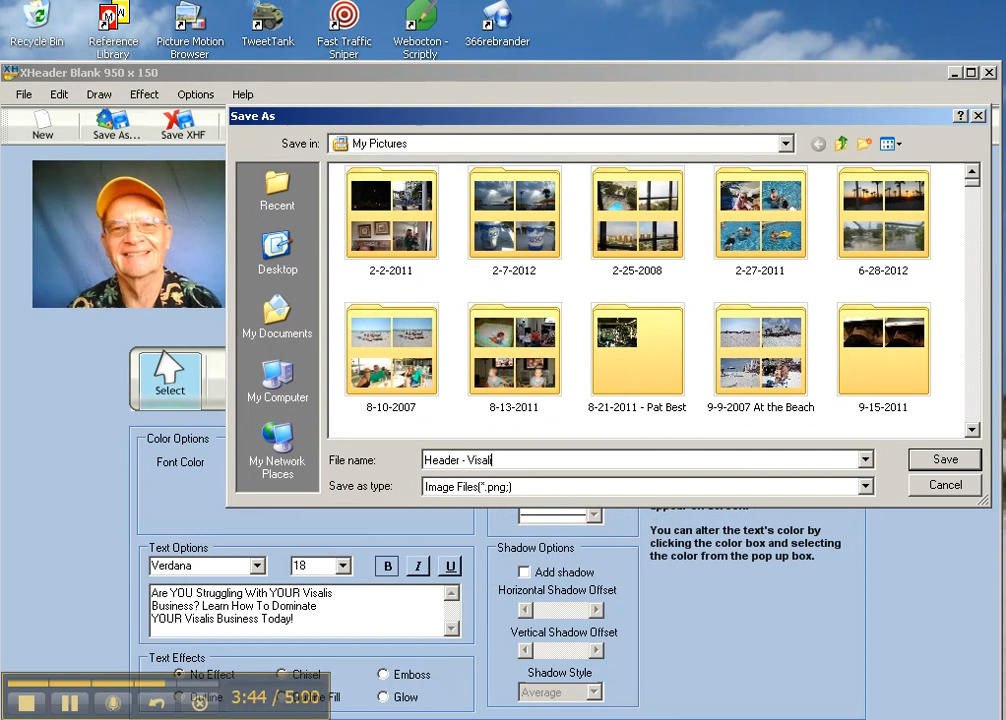 Recycle Bin
Reference
Library
Picture Motion
Browser
TweetTank
Fast Traffic
Sniper
Webocton -
Scriptly
366rebrander
XHeader Blank 950 x 150
File Edit Draw Effect Options Help
New
Save As...
Save XHF
Save As
Save in:
My Pictures
Recent
Desktop
My Documents
My Computer
My Network
Places
2-2-2011
2-7-2012
2-25-2008
2-27-2011
6-28-2012
8-10-2007
8-13-2011
8-21-2011 - Pat Best
9-9-2007 At the Beach
9-15-2011
File name:
Header - Visali
Save
Save as type:
Image Files(*.png;)
Cancel
Select
Color Options
Font Color
You can alter the text's color by
clicking the color box and selecting
the color from the pop up box.
Text Options
Verdana
18
B I U
Are YOU Struggling With YOUR Visalis
Business? Learn How To Dominate
YOUR Visalis Business Today!
Shadow Options
Add shadow
Horizontal Shadow Offset
Vertical Shadow Offset
Shadow Style
Average
Text Effects
No Effect
Chisel
Emboss
Outline
Fill
Glow
3:44 / 5:00